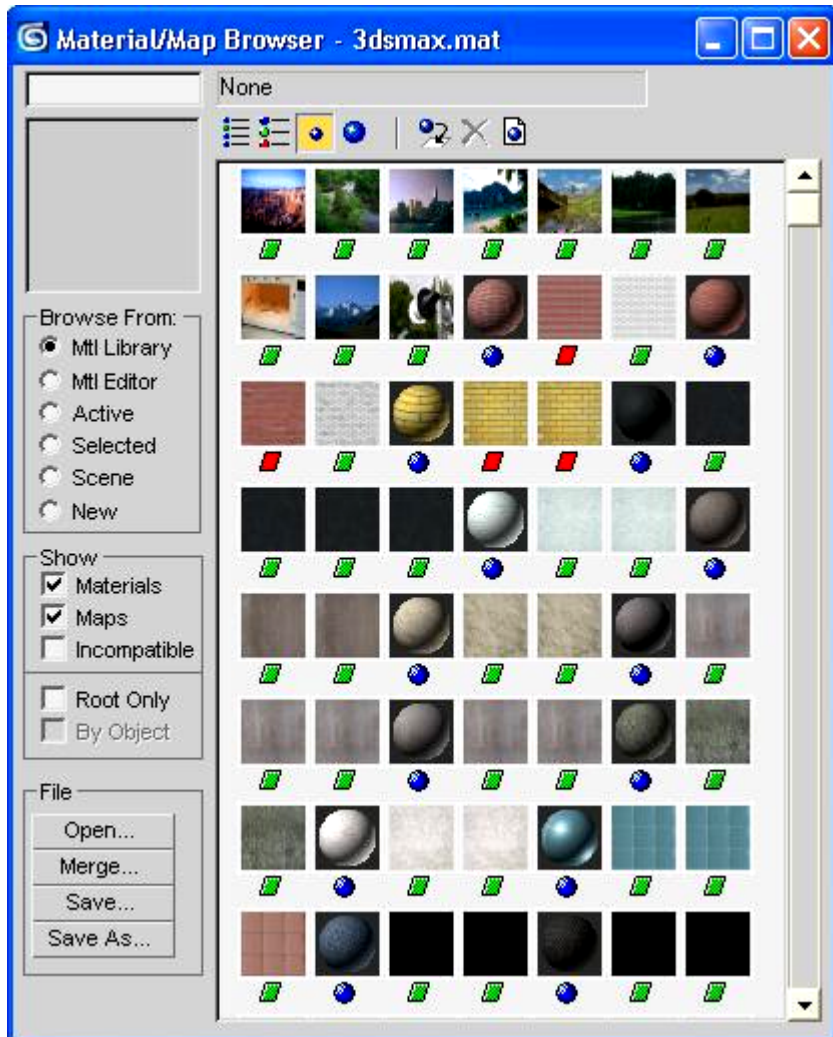 Material/Map Browser - 3dsmax.mat
None
Browse From:
Mtl Library
Mtl Editor
Active
Selected
Scene
New
Show
Materials
Maps
Incompatible
Root Only
By Object
File
Open...
Merge...
Save...
Save As...